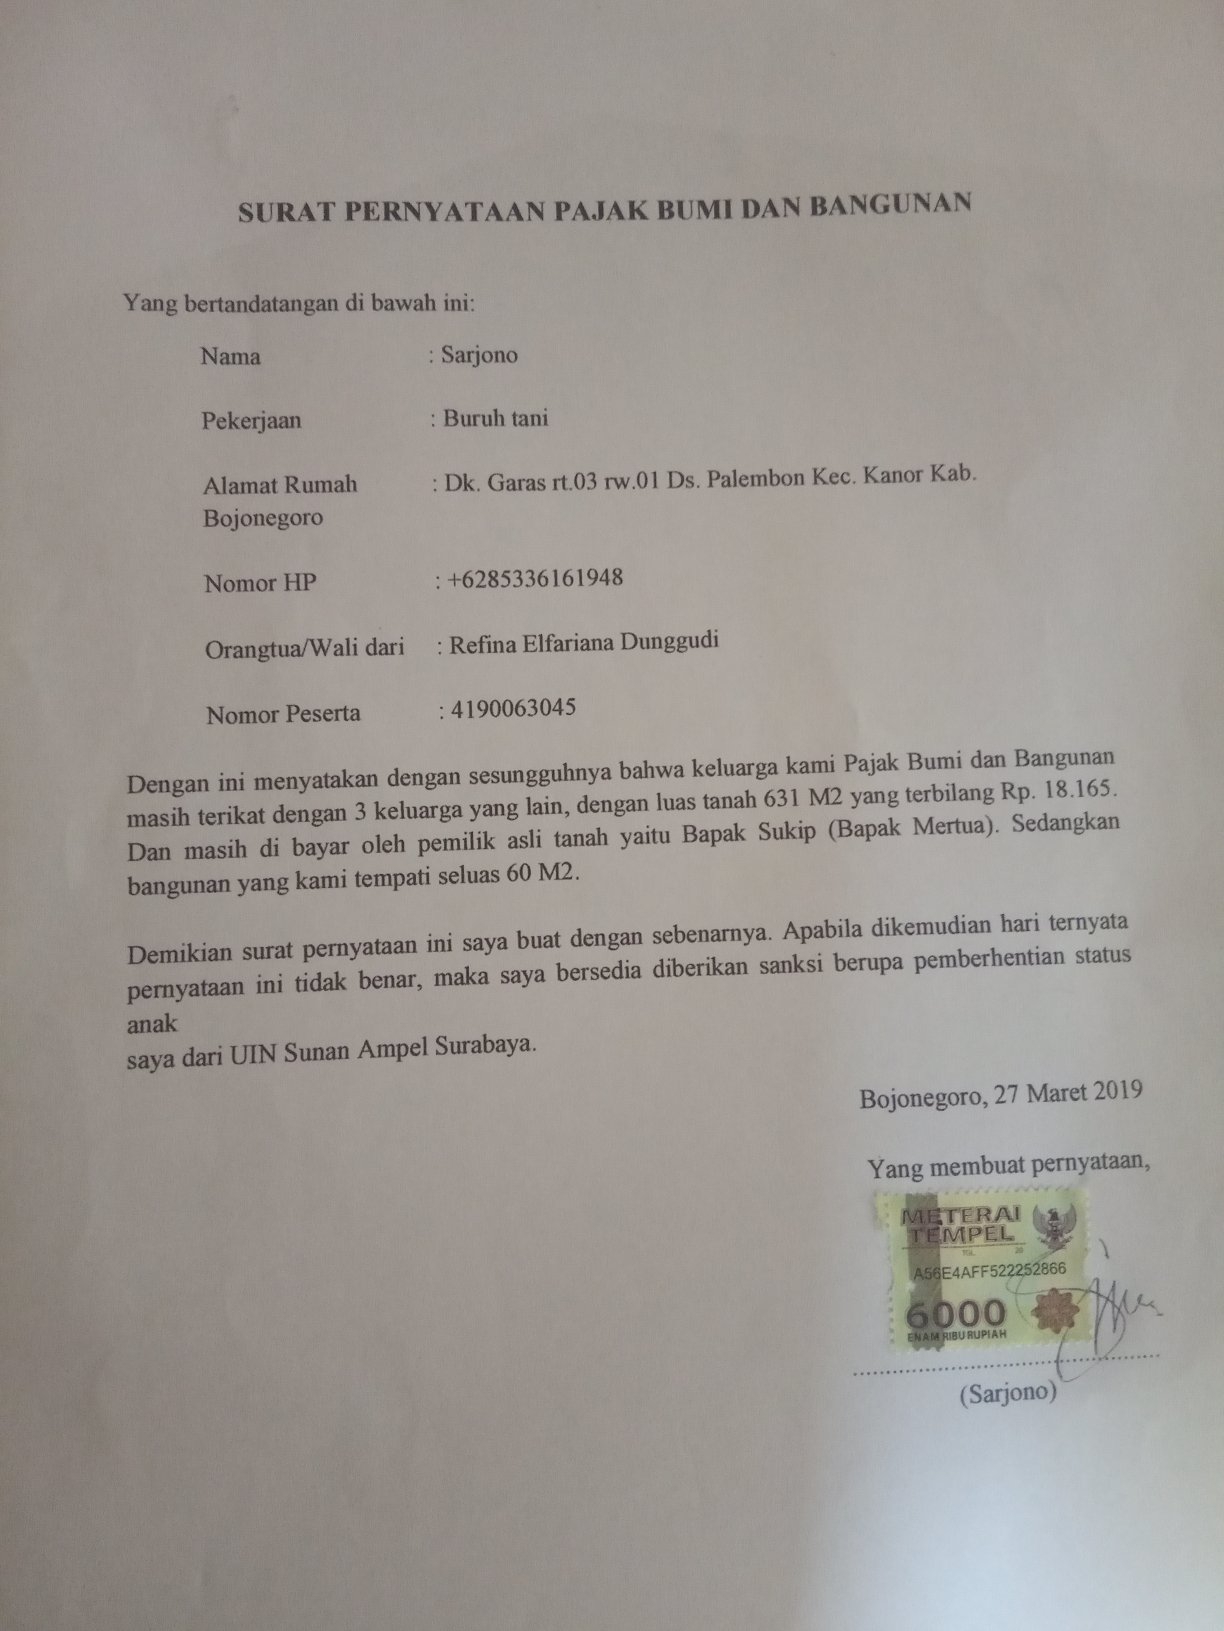 SURAT PERNYATAAN PAJAK BUMI DAN BANGUNAN
Yang bertandatangan di bawah ini:
Nama : Sarjono
Pekerjaan : Buruh tani
Alamat Rumah : Dk. Garas rt.03 rw.01 Ds. Palembon Kec. Kanor Kab.
Bojonegoro
Nomor HP : +6285336161948
Orangtua/Wali dari : Refina Elfariana Dunggudi
Nomor Peserta : 4190063045
Dengan ini menyatakan dengan sesungguhnya bahwa keluarga kami Pajak Bumi dan Bangunan
masih terikat dengan 3 keluarga yang lain, dengan luas tanah 631 M2 yang terbilang Rp. 18.165.
Dan masih di bayar oleh pemilik asli tanah yaitu Bapak Sukip (Bapak Mertua). Sedangkan
bangunan yang kami tempati seluas 60 M2.
Demikian surat pernyataan ini saya buat dengan sebenarnya. Apabila dikemudian hari ternyata
pernyataan ini tidak benar, maka saya bersedia diberikan sanksi berupa pemberhentian status
anak
saya dari UIN Sunan Ampel Surabaya.
Bojonegoro, 27 Maret 2019
Yang membuat pernyataan,
METERAI
TEMPEL
TGL 20
A56E4AFF522252866
6000
ENAM RIBU RUPIAH
(Sarjono)